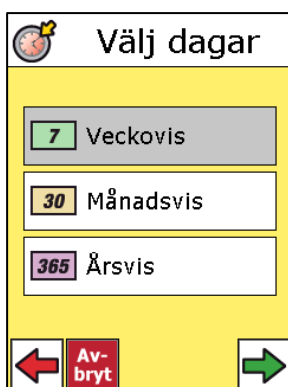 Välj dagar
7 Veckovis
30 Månadsvis
365 Årsvis
Av-
bryt